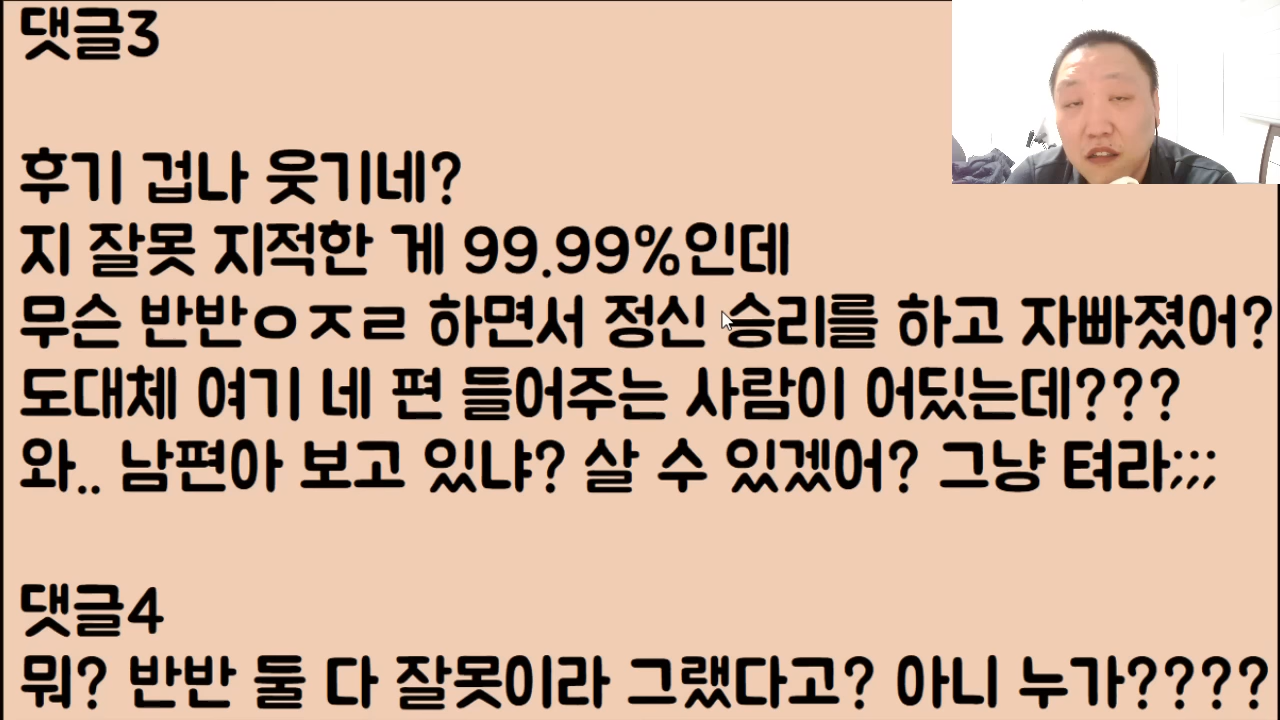 댓글3
후기 겁나 웃기네?
지 잘못 지적한 게 99.99%인데
무슨 반반ㅇㅈㄹ 하면서 정신 승리를 하고 자빠졌어?
도대체 여기 네 편 들어주는 사람이 어딨는데???
와.. 남편아 보고 있냐? 살 수 있겠어? 그냥 텨라;;;
댓글4
뭐? 반반 둘 다 잘못이라 그랬다고? 아니 누가????